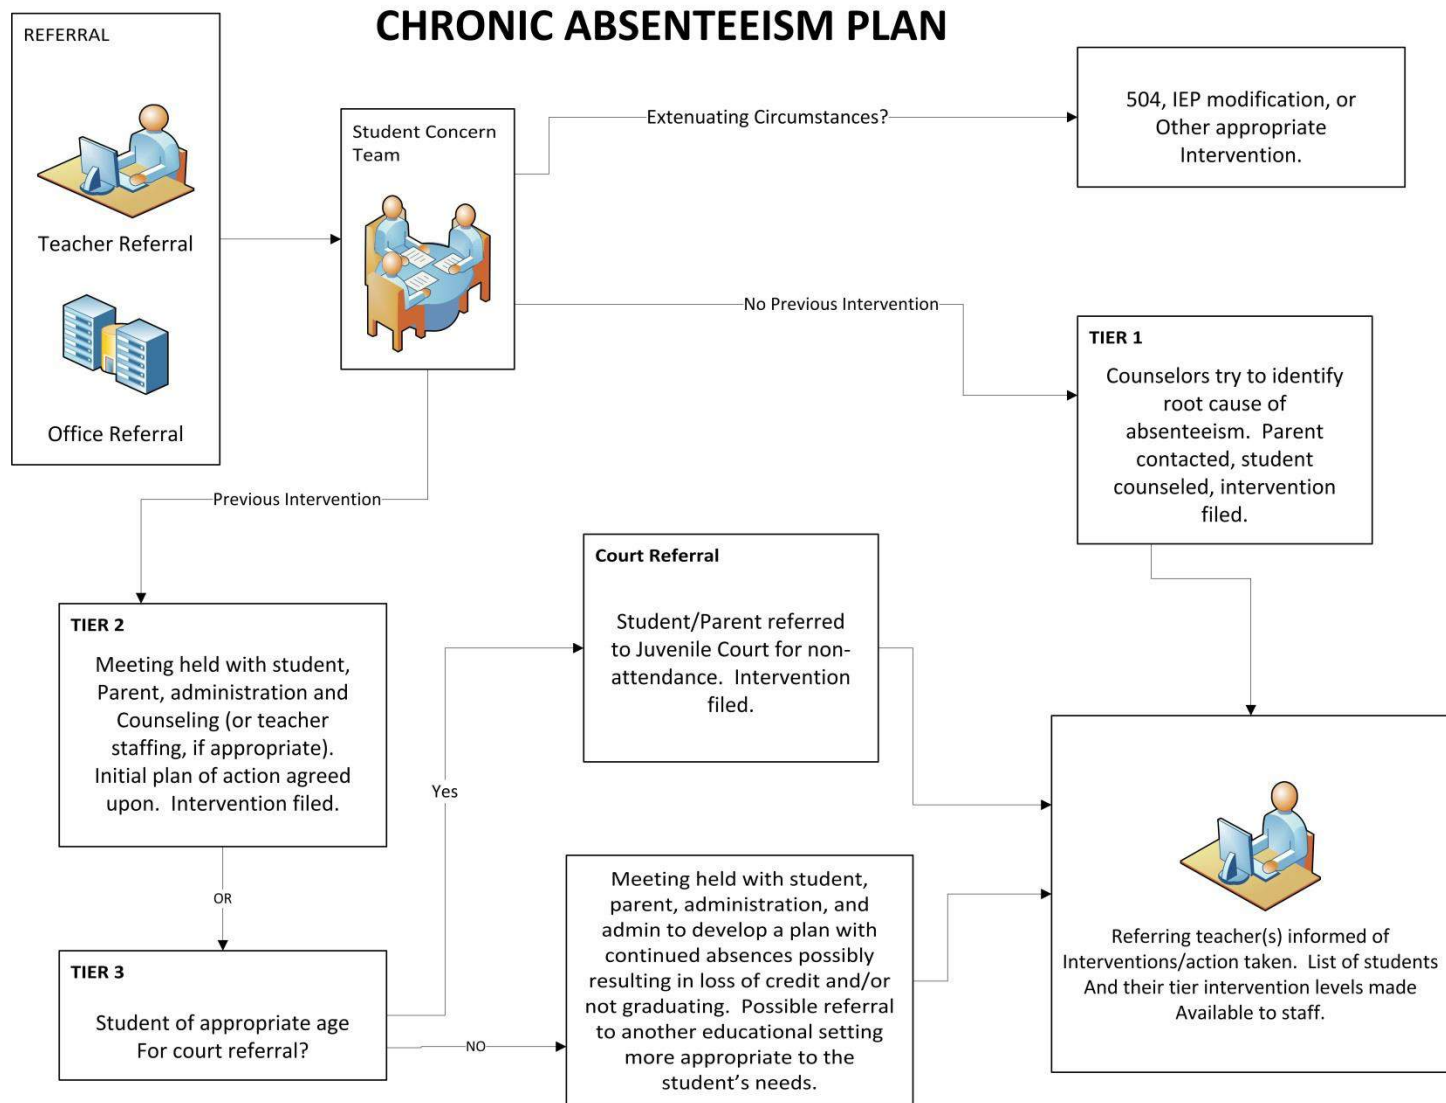 CHRONIC ABSENTEEISM PLAN
REFERRAL
Teacher Referral
Office Referral
Student Concern
Team
Extenuating Circumstances?
504, IEP modification, or
Other appropriate
Intervention.
No Previous Intervention
TIER 1
Counselors try to identify
root cause of
absenteeism. Parent
contacted, student
counseled, intervention
filed.
Previous Intervention
TIER 2
Meeting held with student,
Parent, administration and
Counseling (or teacher
staffing, if appropriate).
Initial plan of action agreed
upon. Intervention filed.
OR
TIER 3
Student of appropriate age
For court referral?
Yes
Court Referral
Student/Parent referred
to Juvenile Court for non-
attendance. Intervention
filed.
NO
Meeting held with student,
parent, administration, and
admin to develop a plan with
continued absences possibly
resulting in loss of credit and/or
not graduating. Possible referral
to another educational setting
more appropriate to the
student’s needs.
Referring teacher(s) informed of
Interventions/action taken. List of students
And their tier intervention levels made
Available to staff.